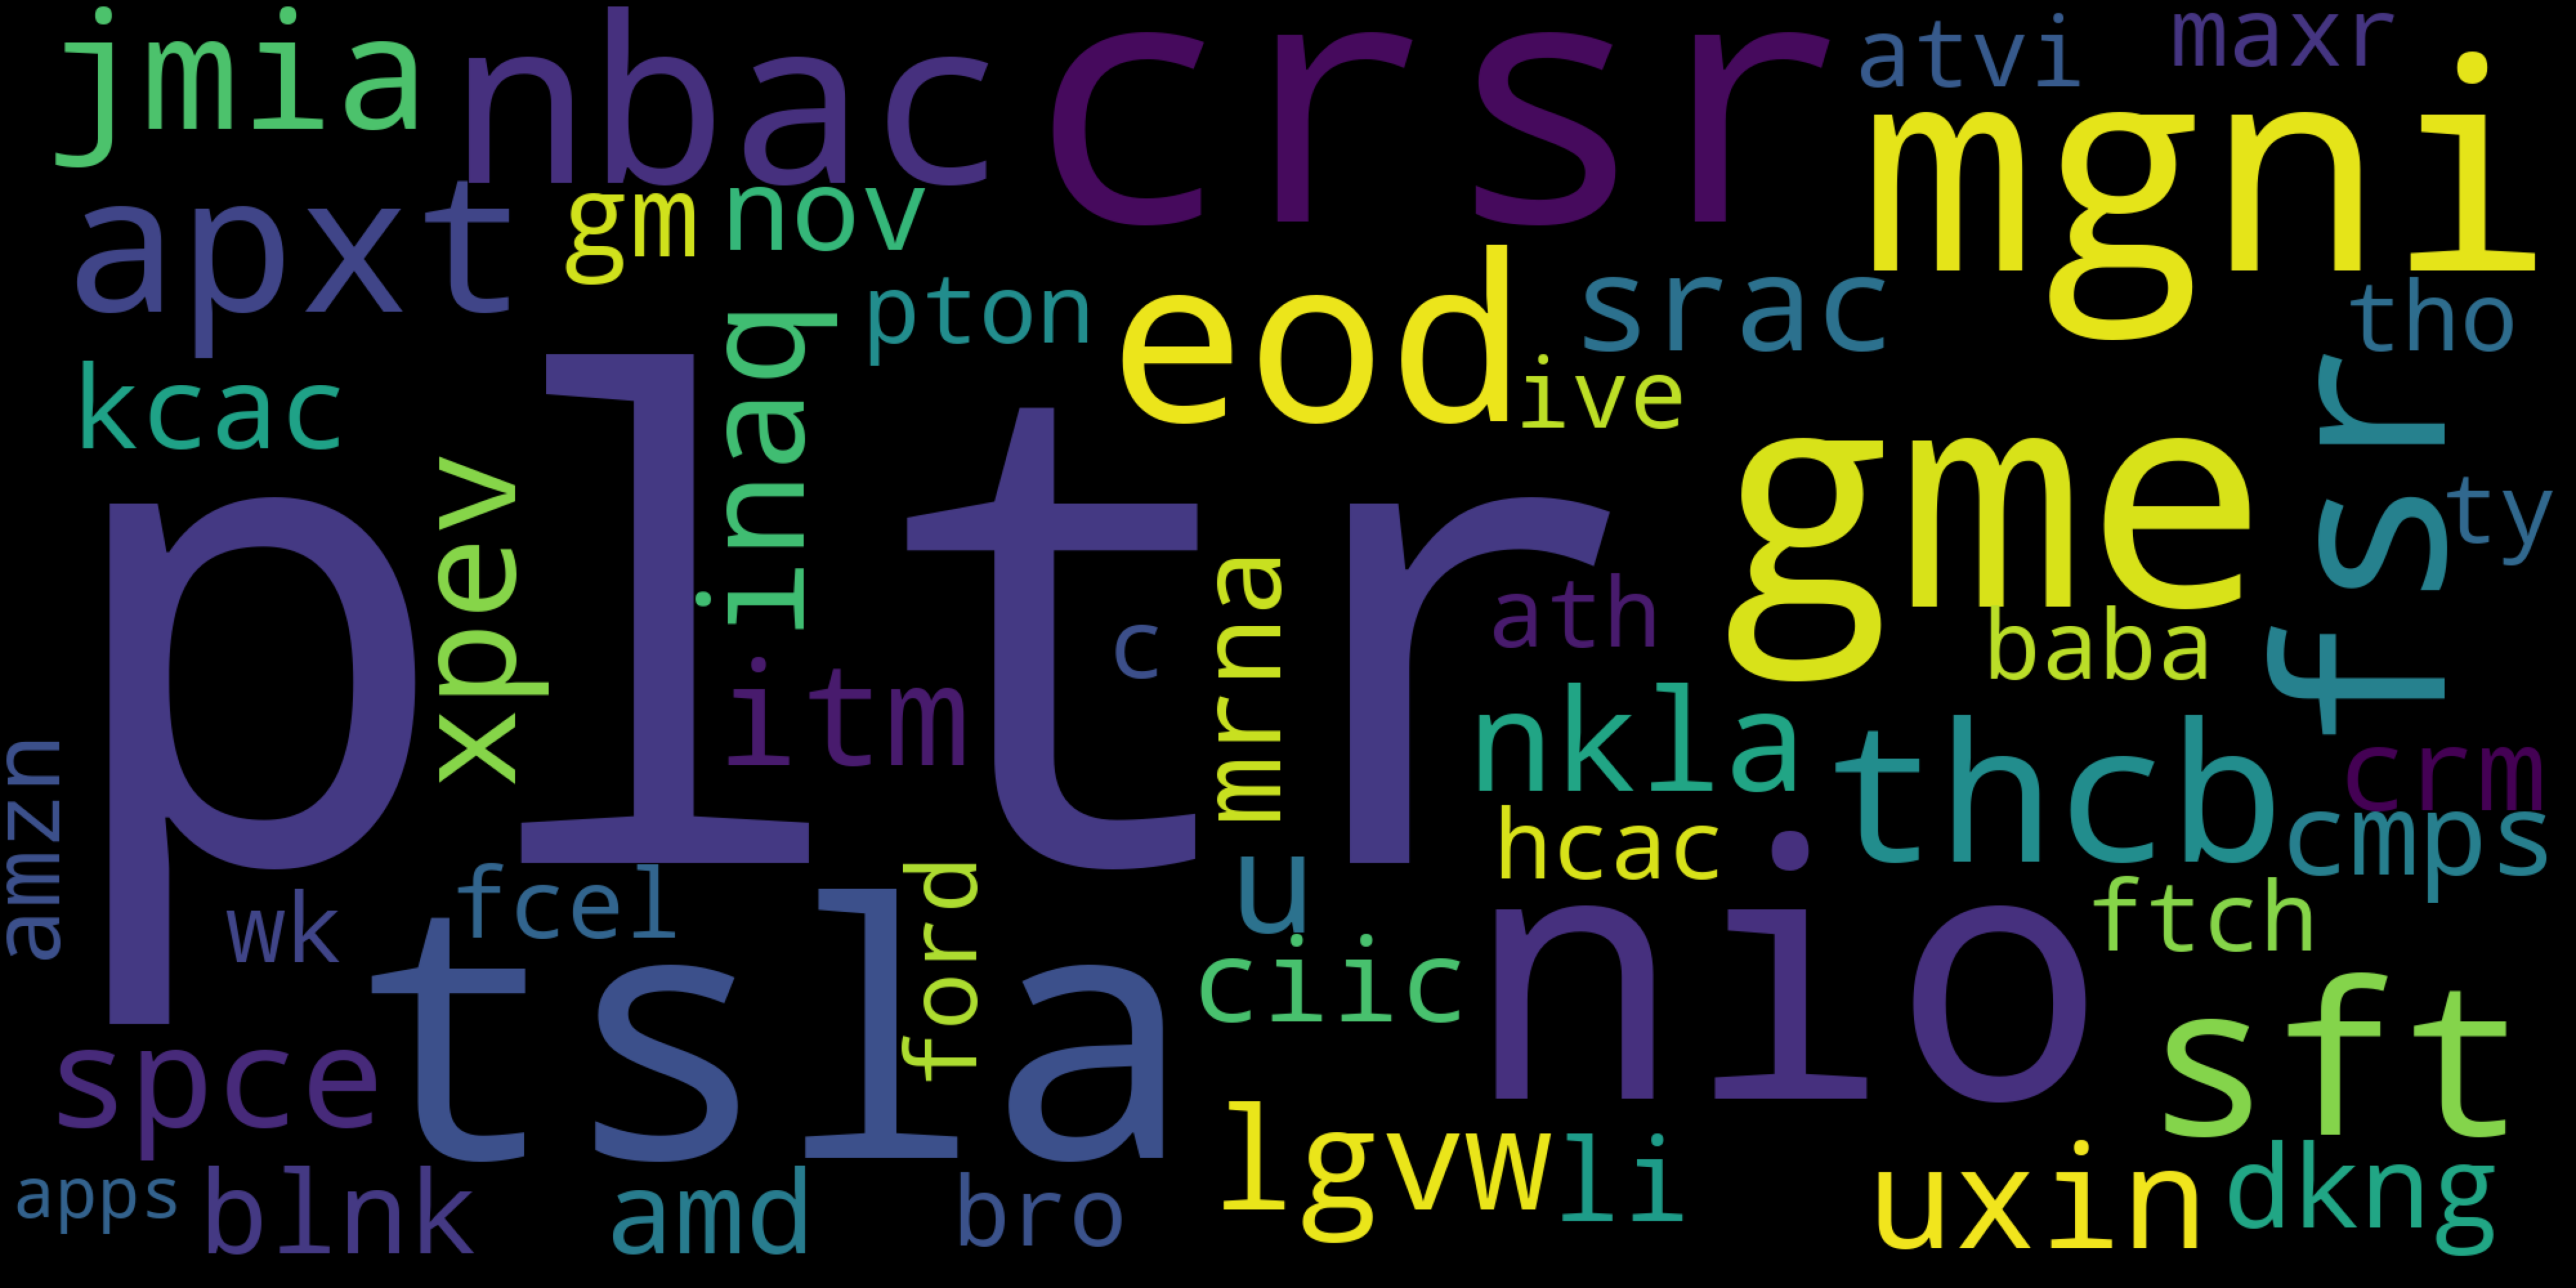 jmia
nbac
crsr
atvi
maxr
mgni
apxt
gm
nov
pton
eod
srac
tho
kcac
inaq
ive
fsr
xpev
pltr
gme
ty
mrna
ath
c
baba
itm
nkla
thcb
crm
amzn
hcac
cmps
wk
fcel
ford
u
nio
ftch
tsla
ciic
sft
spce
lgvw
li
uxin
dkng
apps
blnk
amd
bro